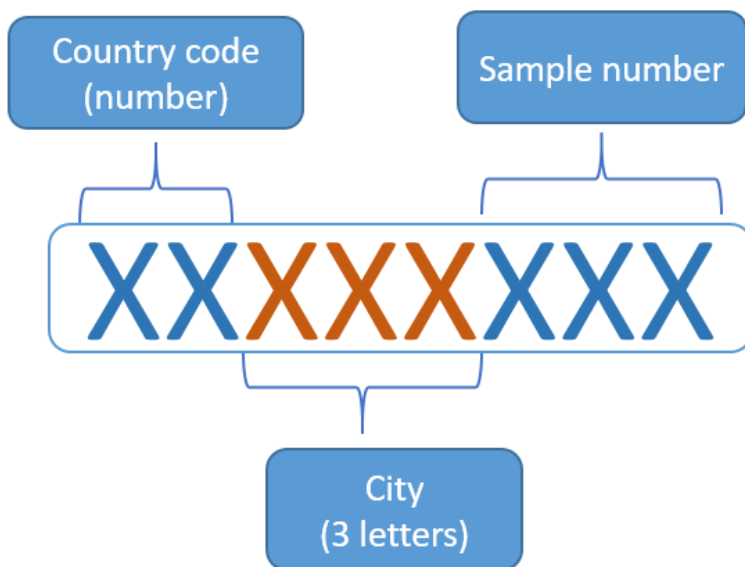 Country code
(number)
Sample number
XXXXXXXX
City
(3 letters)